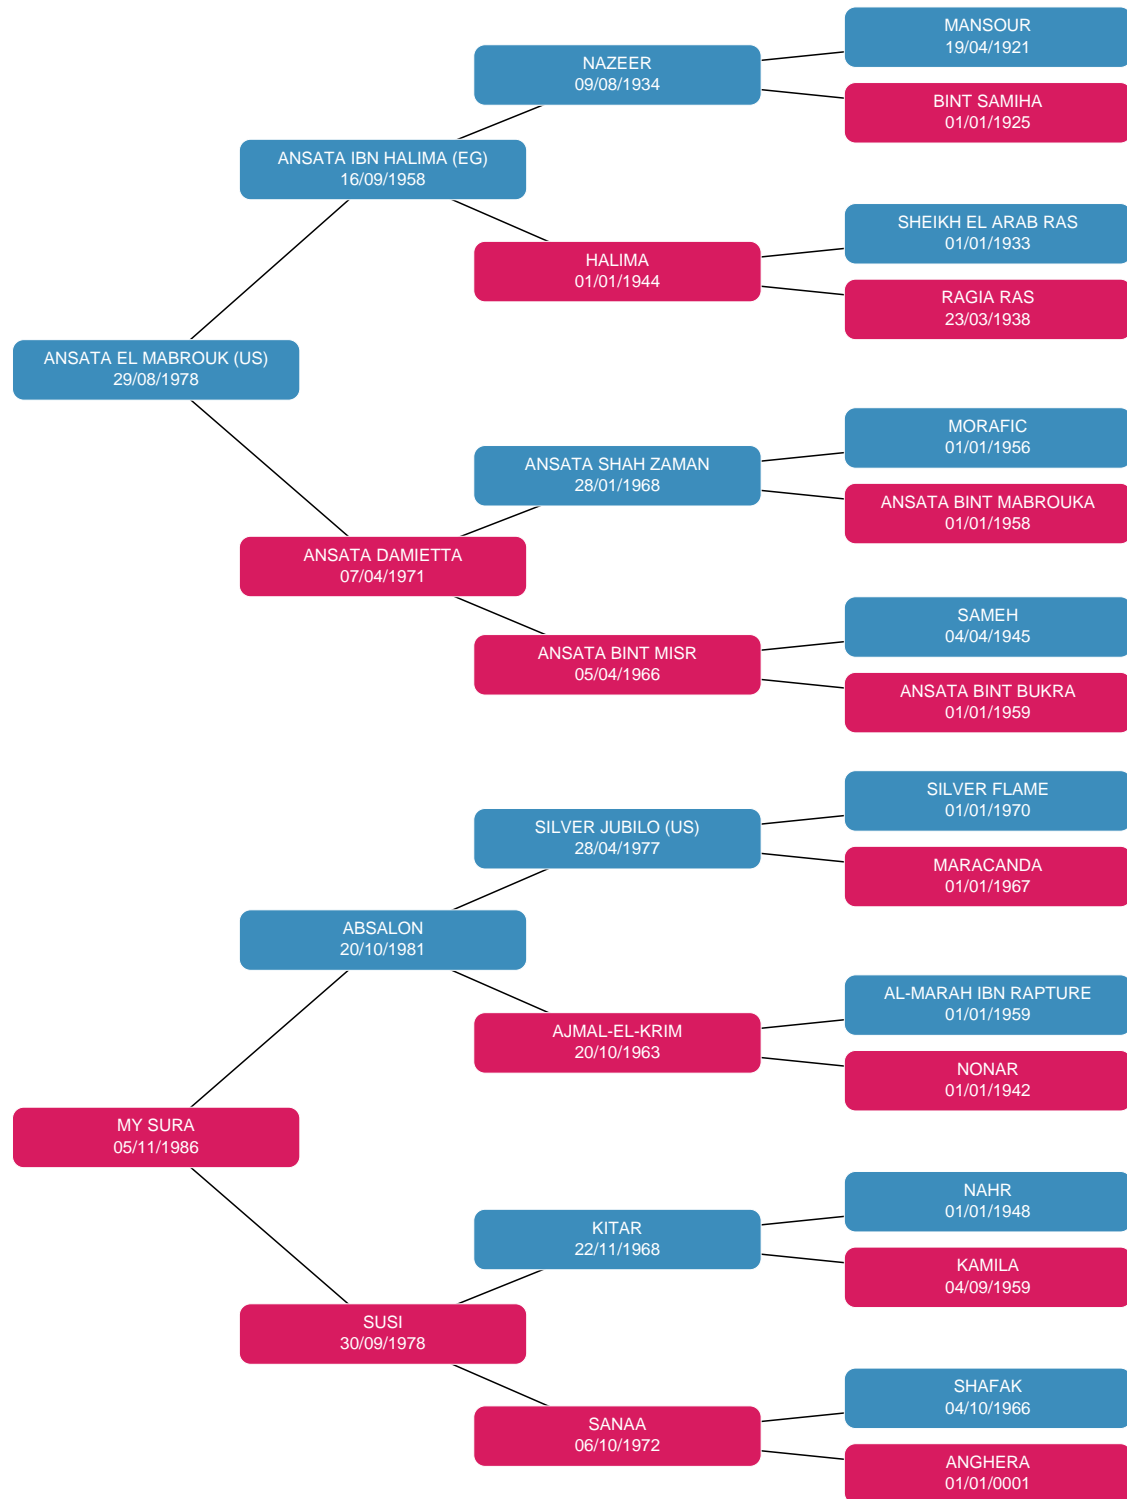 MANSOUR
19/04/1921
NAZEER
09/08/1934
BINT SAMIHA
01/01/1925
ANSATA IBN HALIMA (EG)
16/09/1958
SHEIKH EL ARAB RAS
01/01/1933
HALIMA
01/01/1944
RAGIA RAS
23/03/1938
ANSATA EL MABROUK (US)
29/08/1978
MORAFIC
01/01/1956
ANSATA SHAH ZAMAN
28/01/1968
ANSATA BINT MABROUKA
01/01/1958
ANSATA DAMIETTA
07/04/1971
SAMEH
04/04/1945
ANSATA BINT MISR
05/04/1966
ANSATA BINT BUKRA
01/01/1959
SILVER FLAME
01/01/1970
SILVER JUBILO (US)
28/04/1977
MARACANDA
01/01/1967
ABSALON
20/10/1981
AL-MARAH IBN RAPTURE
01/01/1959
AJMAL-EL-KRIM
20/10/1963
NONAR
01/01/1942
MY SURA
05/11/1986
NAHR
01/01/1948
KITAR
22/11/1968
KAMILA
04/09/1959
SUSI
30/09/1978
SHAFAK
04/10/1966
SANAA
06/10/1972
ANGHERA
01/01/0001